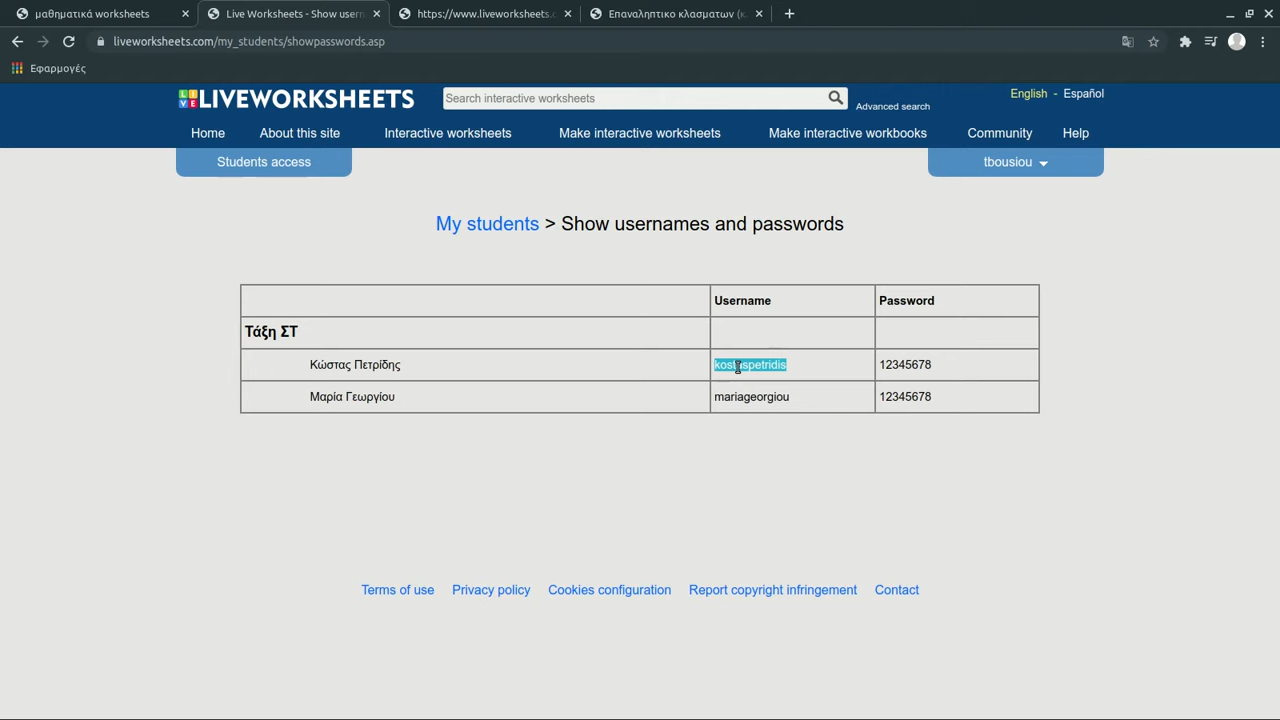 μαθηματικά worksheets
Live Worksheets - Show usern
https://www.liveworksheets.c
Επαναληπτικο κλασματων (κ
liveworksheets.com/my_students/showpasswords.asp
Εφαρμογές
LIVE LIVEWORKSHEETS
Search interactive worksheets
Advanced search
English - Español
Home About this site Interactive worksheets Make interactive worksheets Make interactive workbooks Community Help
Students access
tbousiou
My students > Show usernames and passwords
Username Password
Τάξη ΣΤ
Κώστας Πετρίδης kostaspetridis 12345678
Μαρία Γεωργίου mariageorgiou 12345678
Terms of use Privacy policy Cookies configuration Report copyright infringement Contact